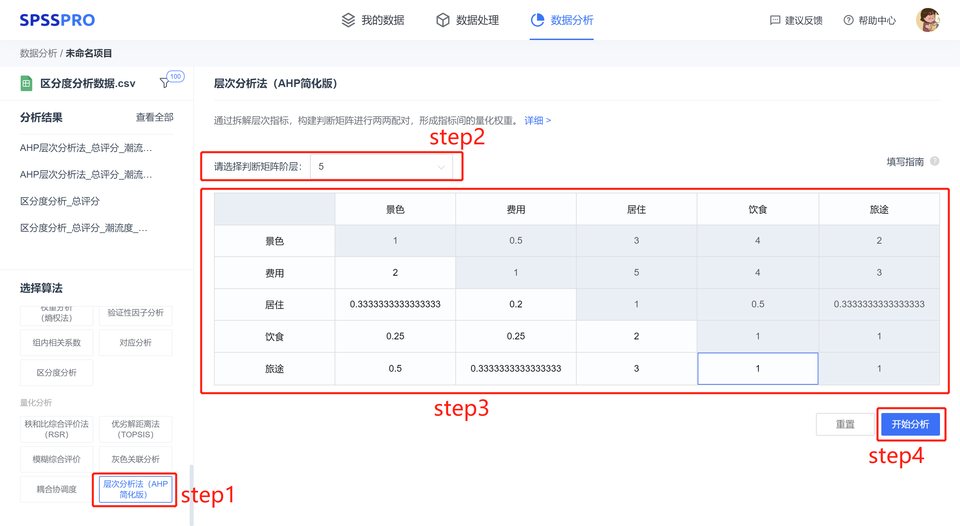 SPSSPRO
我的数据
数据处理
数据分析
建议反馈
帮助中心
数据分析 / 未命名项目
区分度分析数据.csv
100
分析结果
查看全部
AHP层次分析法_总评分_潮流...
AHP层次分析法_总评分_潮流...
区分度分析_总评分
区分度分析_总评分_潮流度_...
选择算法
权重分析
(熵权法)
验证性因子分析
组内相关系数
对应分析
区分度分析
量化分析
秩和比综合评价法
(RSR)
优劣解距离法
(TOPSIS)
模糊综合评价
灰色关联分析
耦合协调度
层次分析法（AHP
简化版）
step1
层次分析法（AHP简化版）
通过拆解层次指标，构建判断矩阵进行两两配对，形成指标间的量化权重。 详细 >
step2
请选择判断矩阵阶层： 5
填写指南
景色 费用 居住 饮食 旅途
景色 1 0.5 3 4 2
费用 2 1 5 4 3
居住 0.3333333333333333 0.2 1 0.5 0.3333333333333333
饮食 0.25 0.25 2 1 1
旅途 0.5 0.3333333333333333 3 1 1
step3
重置
开始分析
step4